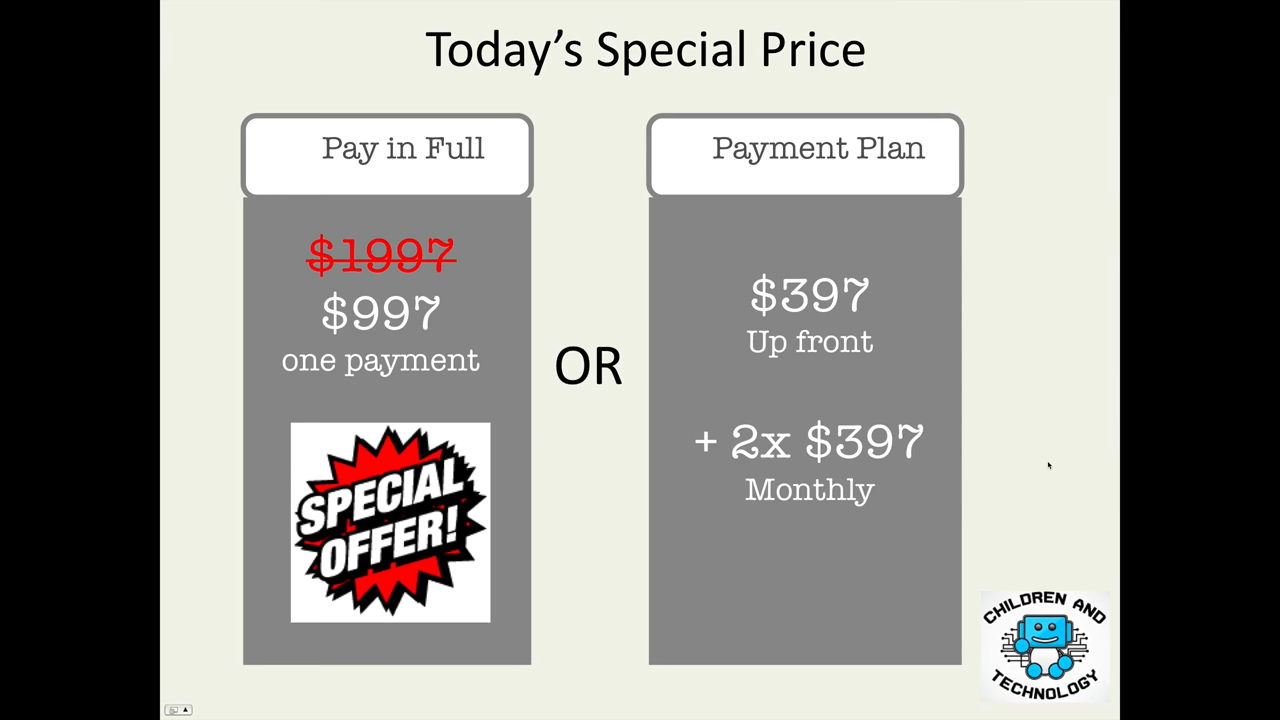 Today’s Special Price
Pay in Full
$1997
$997
one payment
SPECIAL
OFFER!
OR
Payment Plan
$397
Up front
+ 2x $397
Monthly
CHILDREN AND
TECHNOLOGY